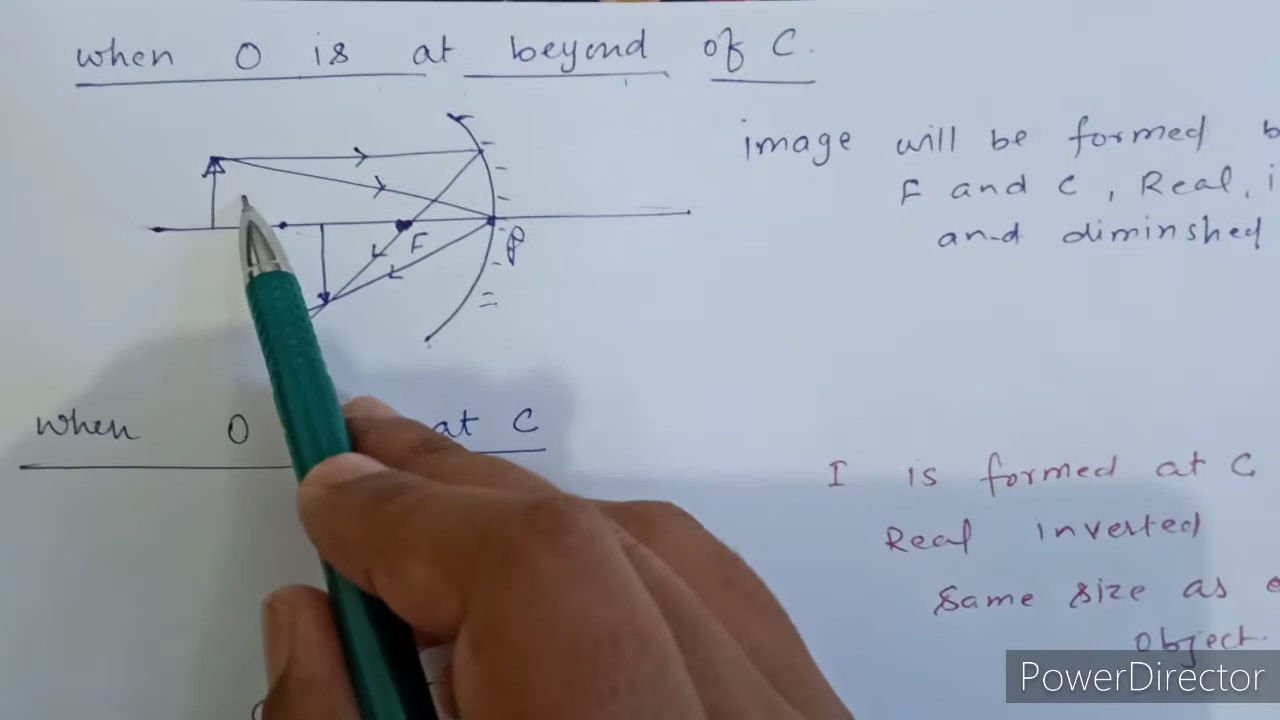 when O is at beyond of C.
image will be formed
F and C, Real,
and diminshed
F
P
when O at C
I is formed at C
Real inverted
Same size as
object.
PowerDirector